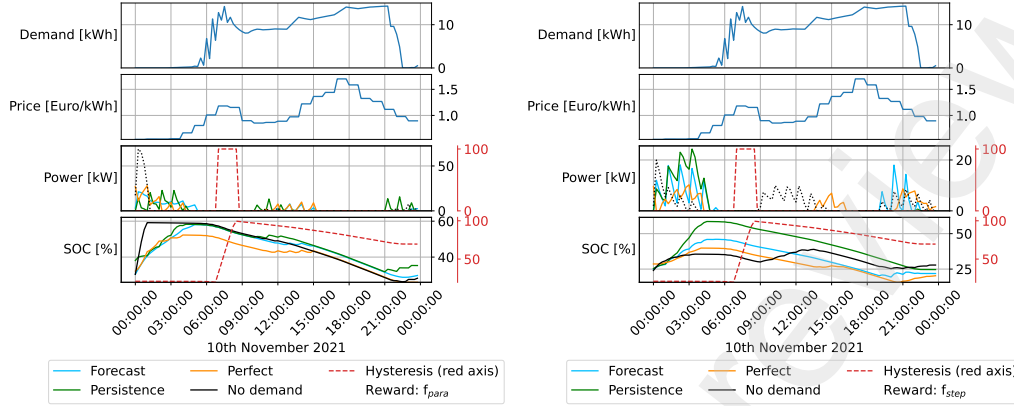 Demand [kWh]
10
0
Price [Euro/kWh]
1.5
1.0
Power [kW]
50
0
100
50
0
SOC [%]
60
40
100
50
00:00:00
03:00:00
06:00:00
09:00:00
12:00:00
15:00:00
18:00:00
21:00:00
00:00:00
10th November 2021
Forecast
Perfect
Hysteresis (red axis)
Persistence
No demand
Reward: f_para
Demand [kWh]
10
0
Price [Euro/kWh]
1.5
1.0
Power [kW]
20
0
100
50
0
SOC [%]
50
25
100
50
00:00:00
03:00:00
06:00:00
09:00:00
12:00:00
15:00:00
18:00:00
21:00:00
00:00:00
10th November 2021
Forecast
Perfect
Hysteresis (red axis)
Persistence
No demand
Reward: f_step
review